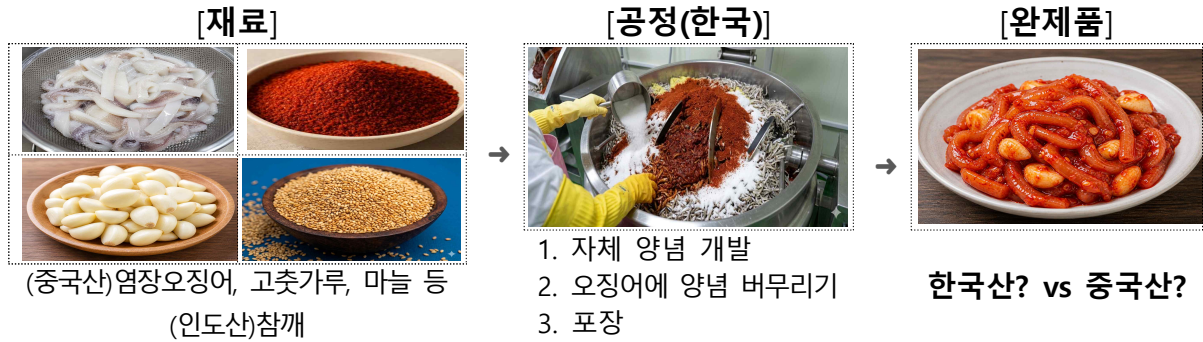 [재료]
[공정(한국)]
[완제품]
(중국산)염장오징어, 고춧가루, 마늘 등
(인도산)참깨
1. 자체 양념 개발
2. 오징어에 양념 버무리기
3. 포장
한국산? vs 중국산?